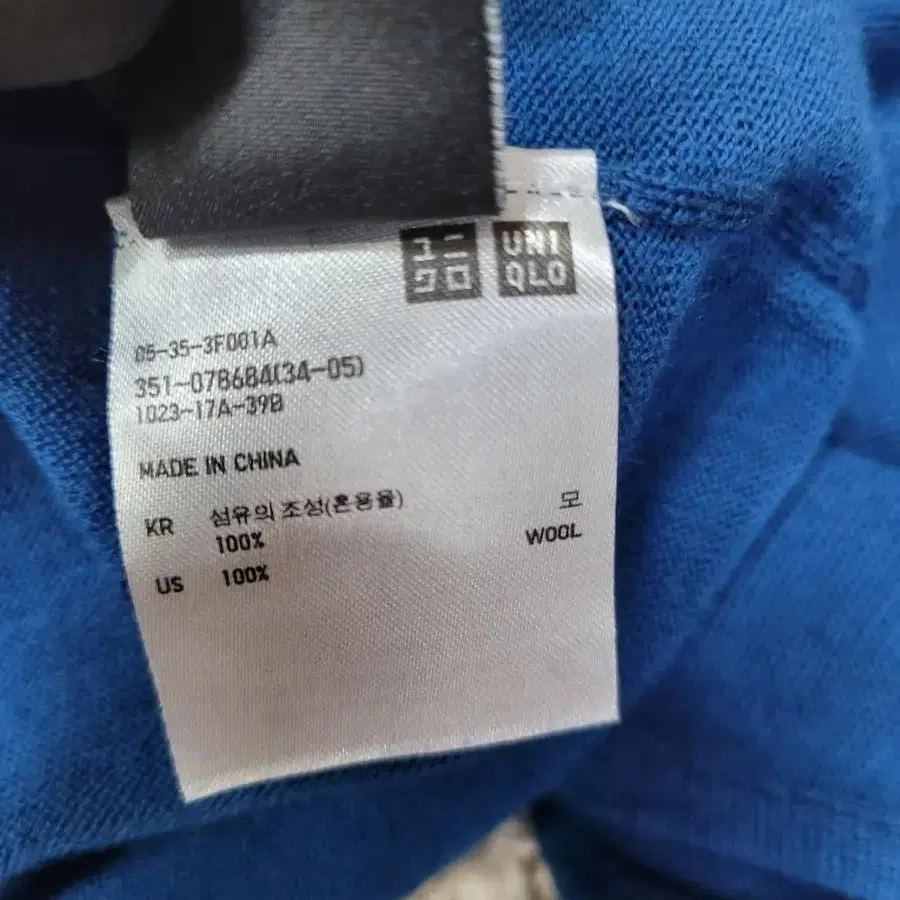 ユニ UNI
クロ QLO
05-35-3F001A
351-078684(34-05)
1023-17A-39B
MADE IN CHINA
KR 섬유의 조성(혼용율) 모
100% WOOL
US 100%